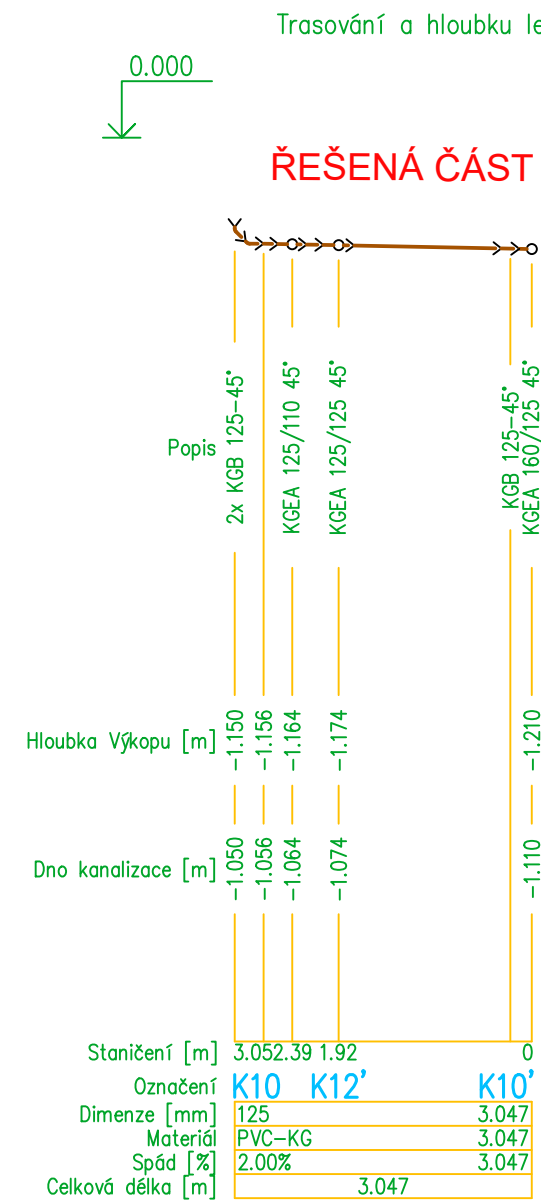 Trasování a hloubku le
0.000
ŘEŠENÁ ČÁST
Popis
2x KGB 125-45°
KGEA 125/110 45°
KGEA 125/125 45°
KGB 125-45°
KGEA 160/125 45°
Hloubka Výkopu [m] -1.150 -1.156 -1.164 -1.174 -1.210
Dno kanalizace [m] -1.050 -1.056 -1.064 -1.074 -1.110
Staničení [m] 3.052.39 1.92 0
Označení K10 K12' K10'
Dimenze [mm] 125 3.047
Materiál PVC-KG 3.047
Spád [%] 2.00% 3.047
Celková délka [m] 3.047